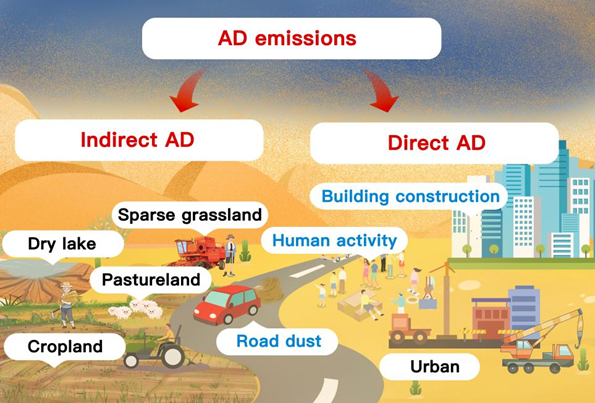 AD emissions
Indirect AD
Direct AD
Building construction
Sparse grassland
Human activity
Dry lake
Pastureland
Road dust
Cropland
Urban